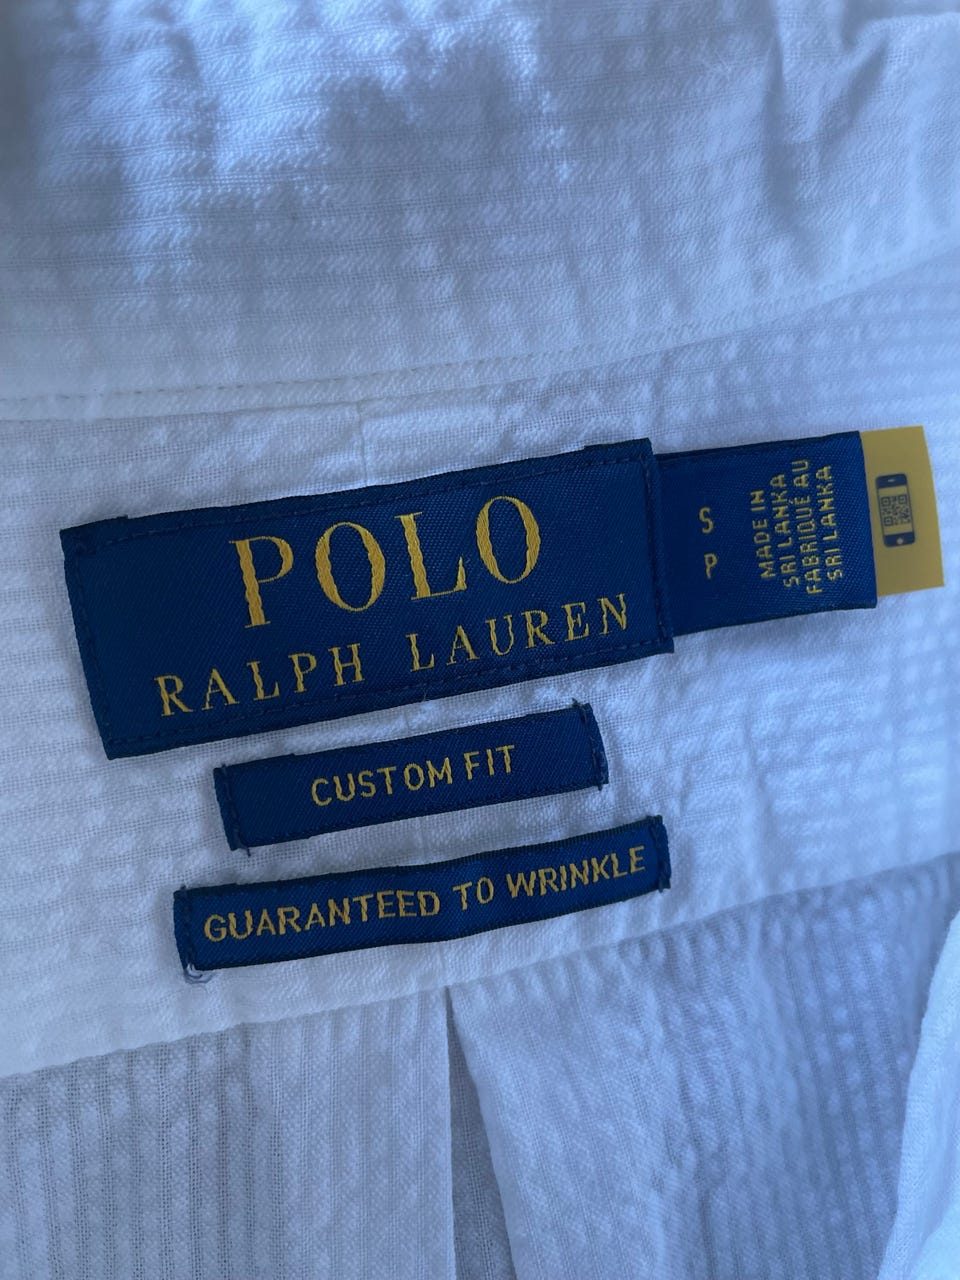 POLO
RALPH LAUREN
S
P
MADE IN
SRI LANKA
FABRIQUÉ AU
SRI LANKA
CUSTOM FIT
GUARANTEED TO WRINKLE